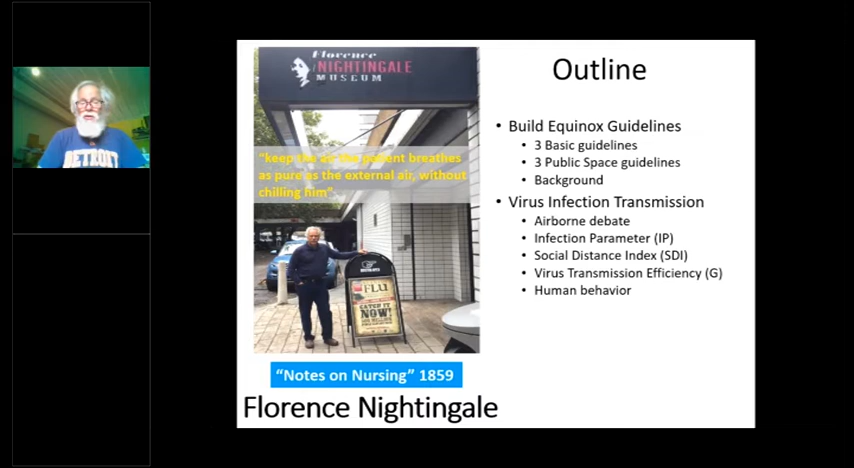 DETROIT
Florence
NIGHTINGALE
MUSEUM
"keep the air the patient breathes
as pure as the external air, without
chilling him"
FLU
CATCH IT
NOW!
"Notes on Nursing" 1859
Florence Nightingale
Outline
• Build Equinox Guidelines
• 3 Basic guidelines
• 3 Public Space guidelines
• Background
• Virus Infection Transmission
• Airborne debate
• Infection Parameter (IP)
• Social Distance Index (SDI)
• Virus Transmission Efficiency (G)
• Human behavior